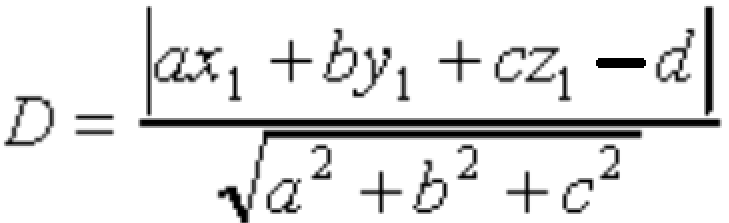 D = |ax₁ + by₁ + cz₁ − d| / √(a² + b² + c²)